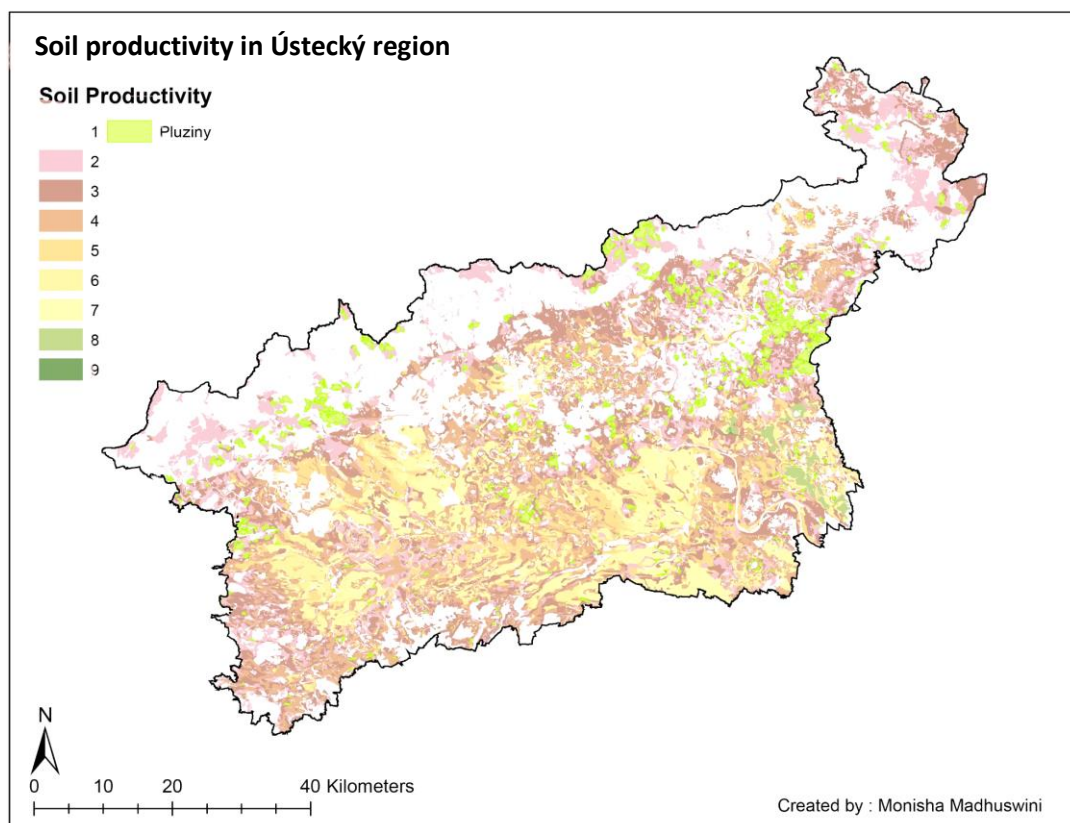 Soil productivity in Ústecký region
Soil Productivity
1 Pluziny
2
3
4
5
6
7
8
9
N
0 10 20 40 Kilometers
Created by : Monisha Madhuswini